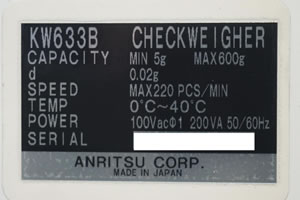 KW633B CHECKWEIGHER
CAPACITY MIN 5g MAX600g
d 0.02g
SPEED MAX220 PCS/MIN
TEMP 0°C~40°C
POWER 100VacΦ1 200VA 50/60Hz
SERIAL
ANRITSU CORP.
MADE IN JAPAN